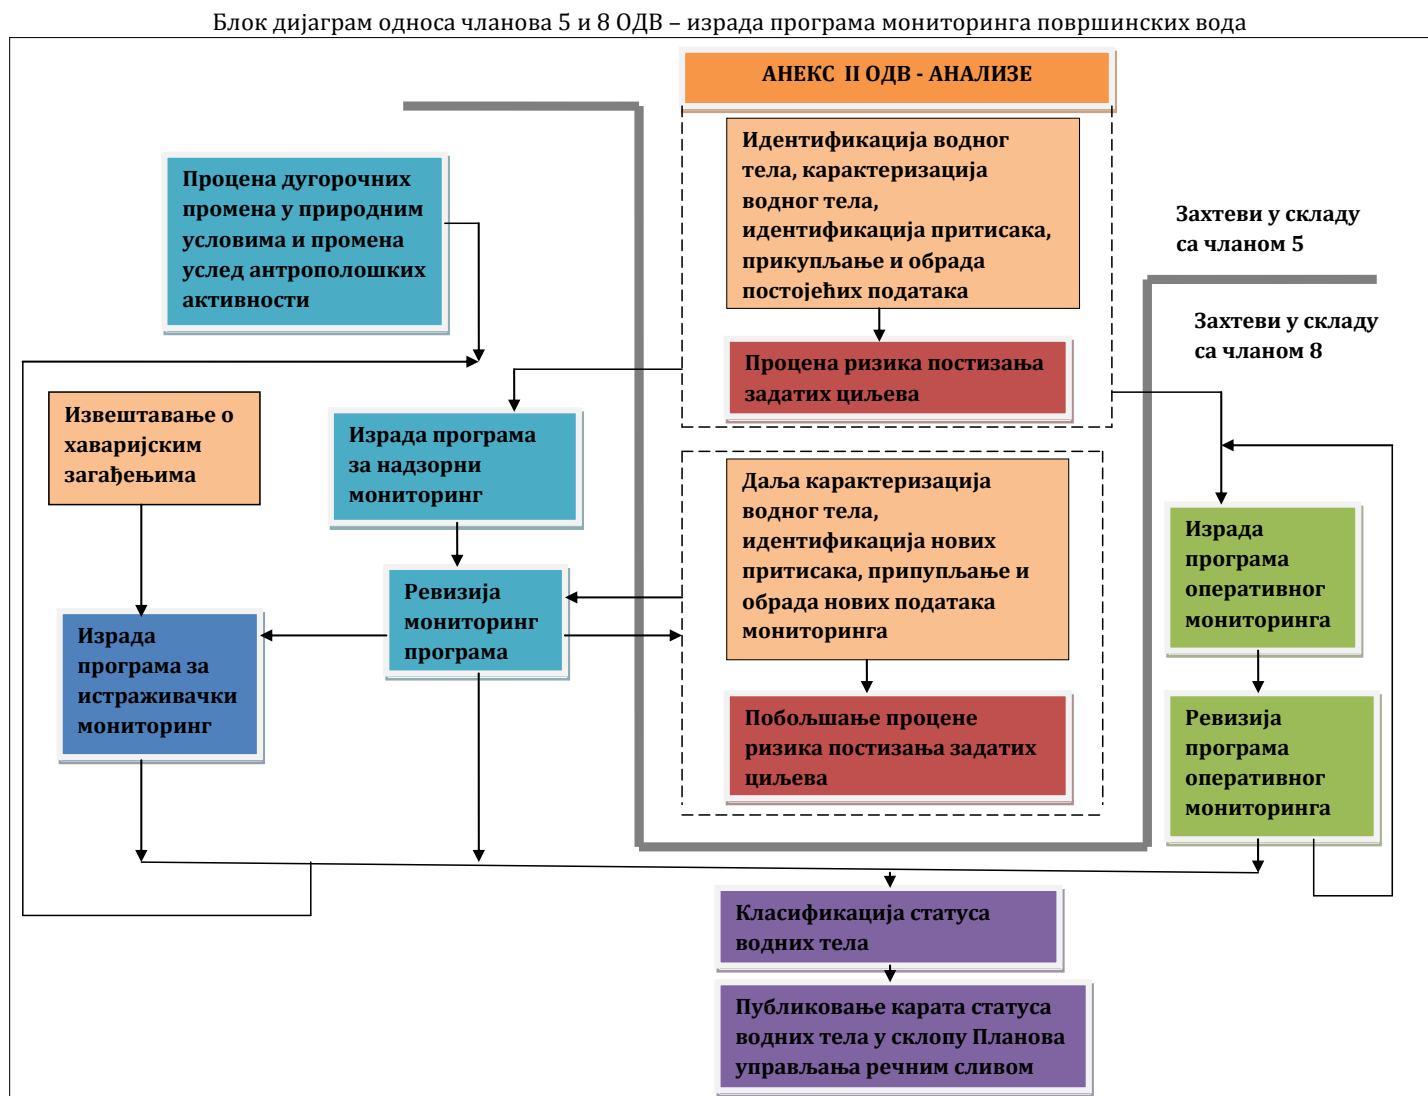 Блок дијаграм односа чланова 5 и 8 ОДВ – израда програма мониторинга површинских вода
АНЕКС II ОДВ - АНАЛИЗЕ
Идентификација водног
тела, карактеризација
водног тела,
идентификација притисака,
прикупљање и обрада
постојећих података
Процена дугорочних
промена у природним
условима и промена
услед антрополошких
активности
Захтеви у складу
са чланом 5
Захтеви у складу
са чланом 8
Процена ризика постизања
задатих циљева
Извештавање о
хаваријским
загађењима
Израда програма
за надзорни
мониторинг
Даља карактеризација
водног тела,
идентификација нових
притисака, припупљање и
обрада нових података
мониторинга
Израда
програма
оперативног
мониторинга
Ревизија
мониторинг
програма
Израда
програма за
истраживачки
мониторинг
Побољшање процене
ризика постизања задатих
циљева
Ревизија
програма
оперативног
мониторинга
Класификација статуса
водних тела
Публиковање карата статуса
водних тела у склопу Планова
управљања речним сливом